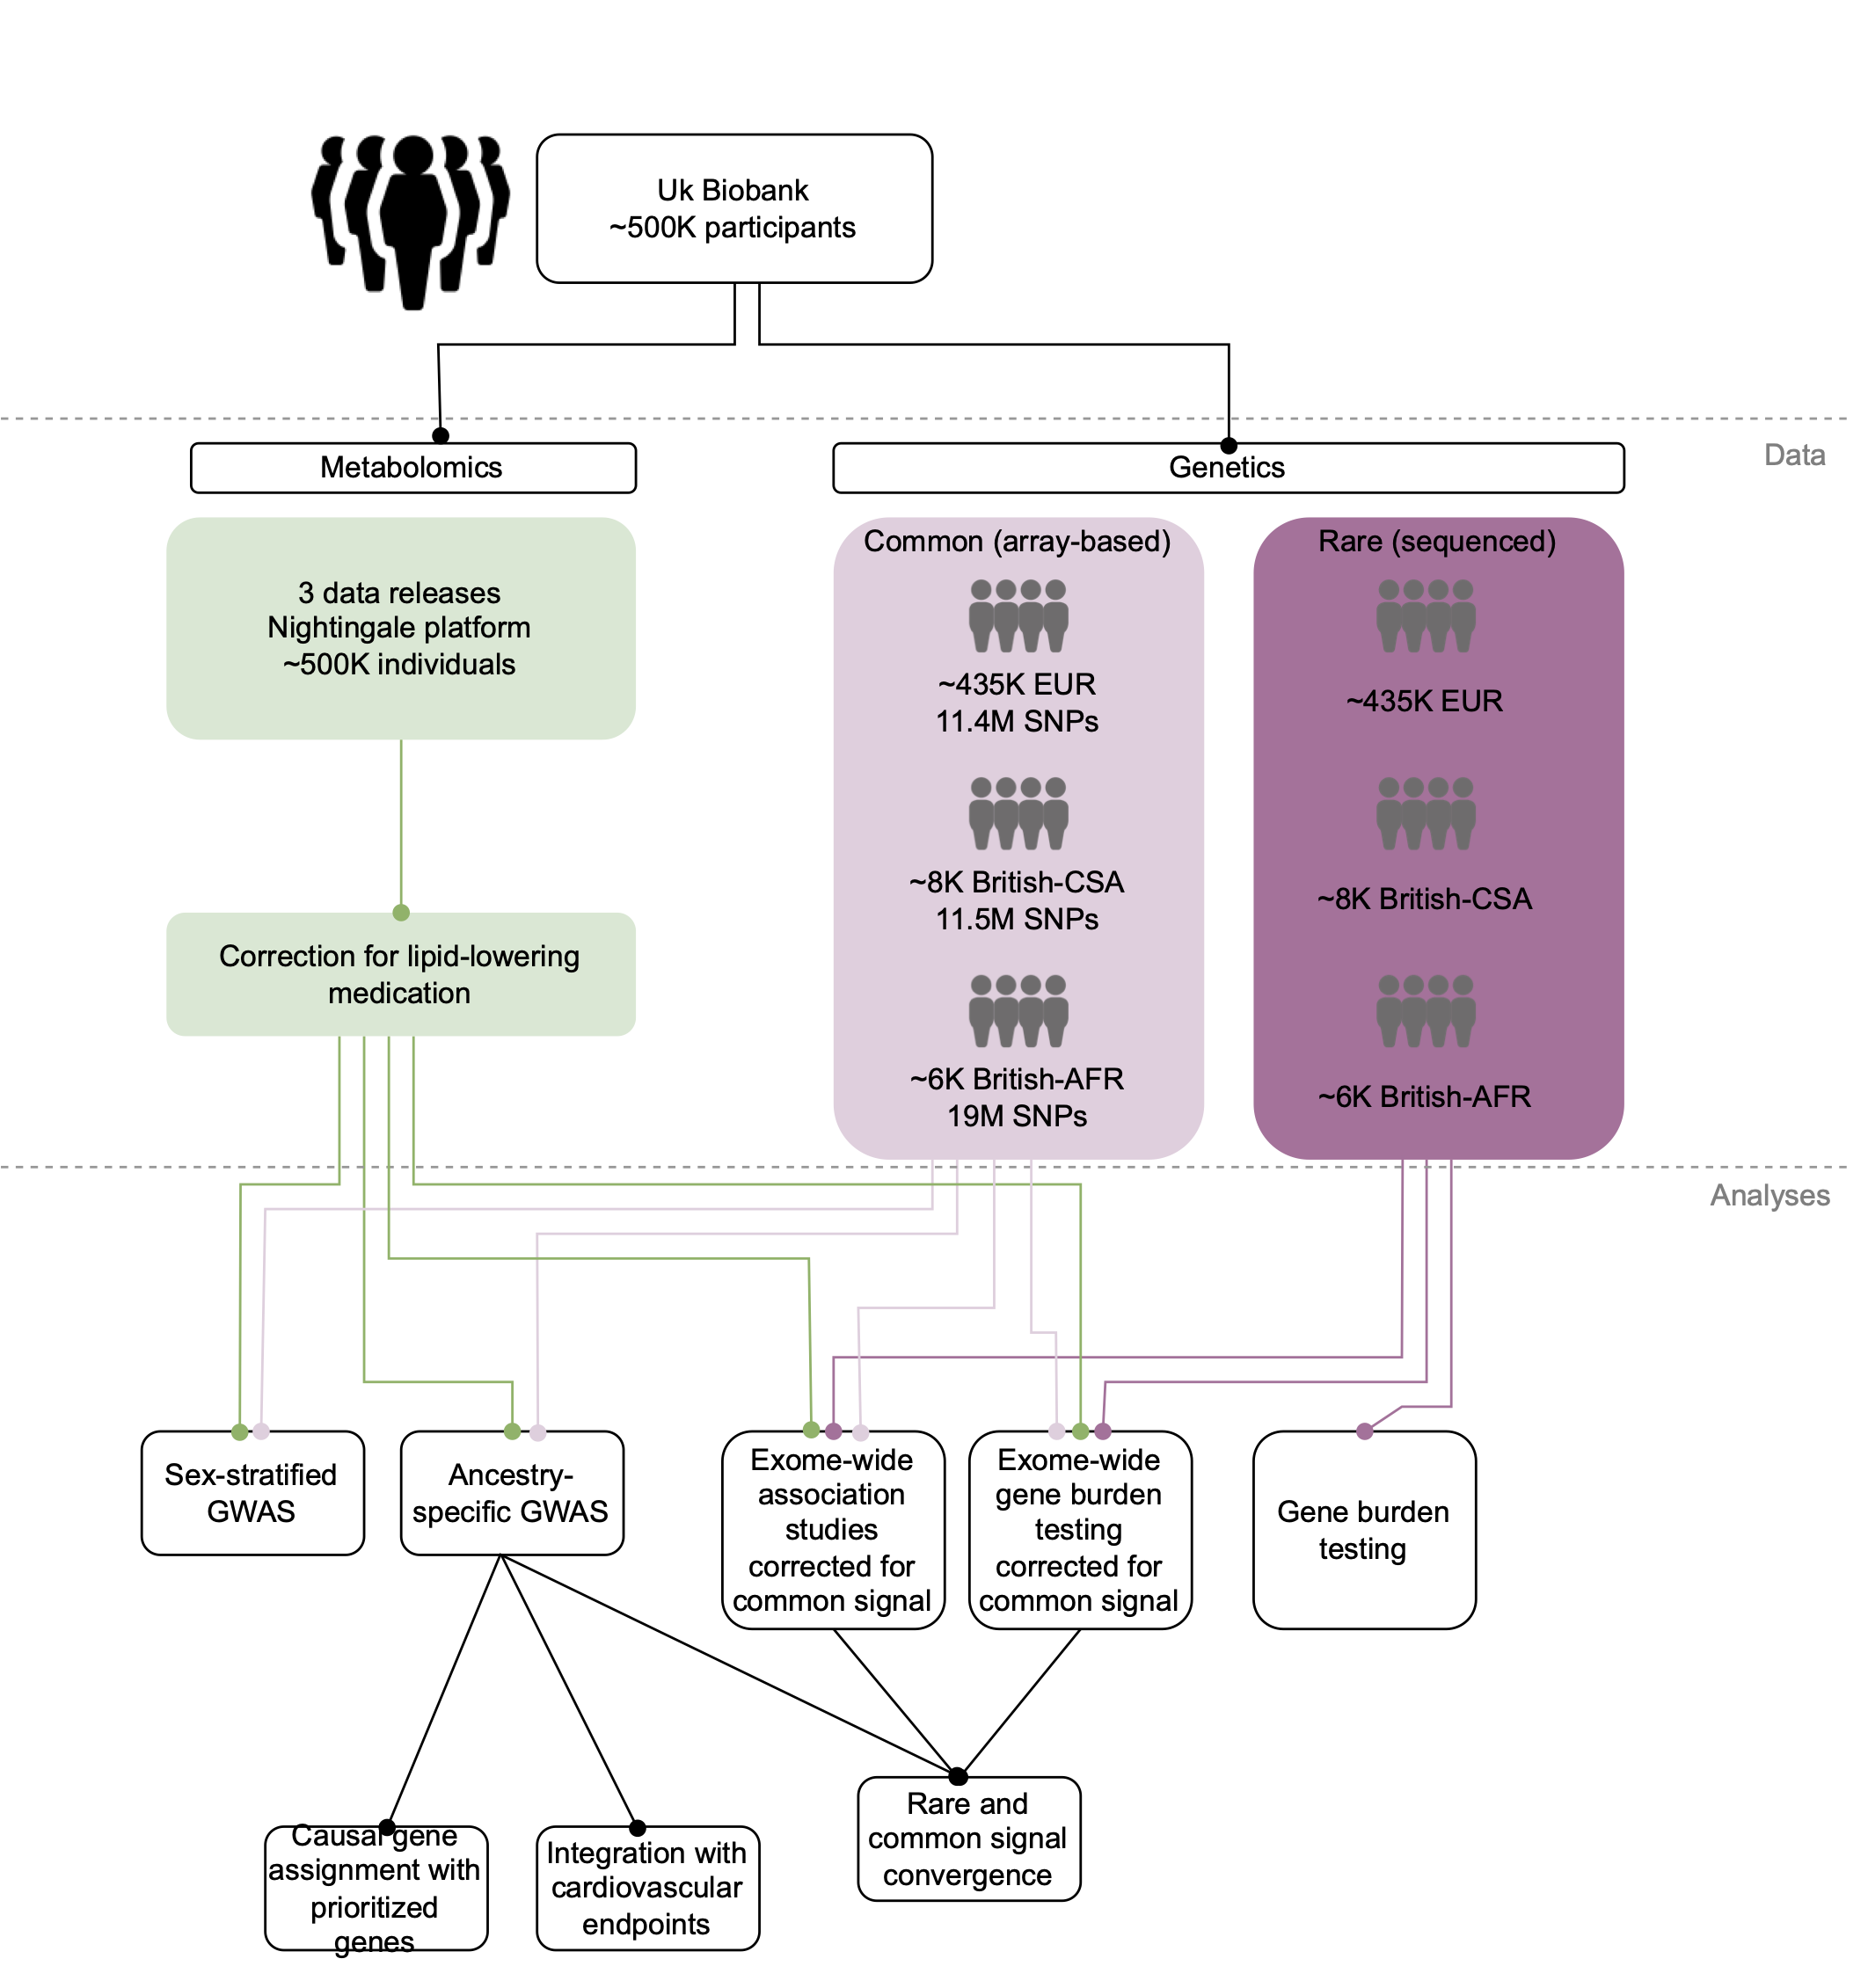 Uk Biobank
~500K participants
Data
Metabolomics
Genetics
3 data releases
Nightingale platform
~500K individuals
Correction for lipid-lowering
medication
Common (array-based)
~435K EUR
11.4M SNPs
~8K British-CSA
11.5M SNPs
~6K British-AFR
19M SNPs
Rare (sequenced)
~435K EUR
~8K British-CSA
~6K British-AFR
Analyses
Sex-stratified
GWAS
Ancestry-
specific GWAS
Exome-wide
association
studies
corrected for
common signal
Exome-wide
gene burden
testing
corrected for
common signal
Gene burden
testing
Causal gene
assignment with
prioritized
genes
Integration with
cardiovascular
endpoints
Rare and
common signal
convergence